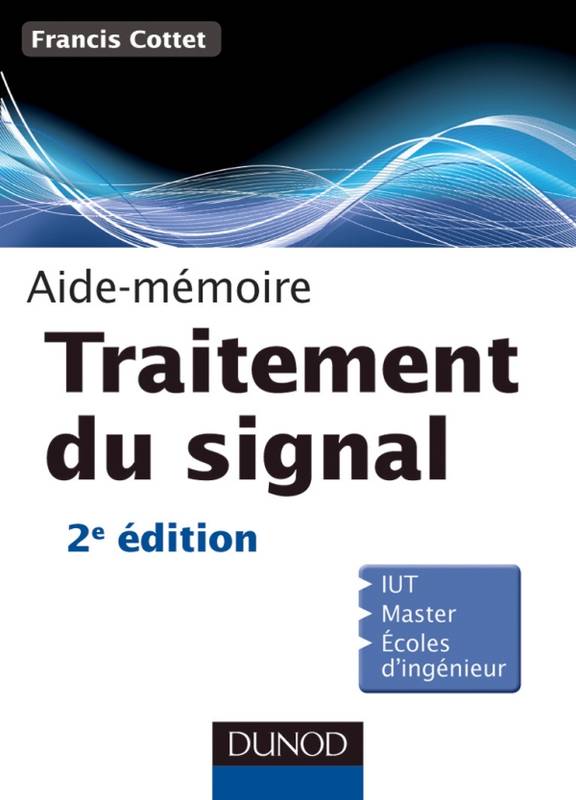 Francis Cottet
Aide-mémoire
Traitement
du signal
2e édition
IUT
Master
Écoles
d'ingénieur
DUNOD